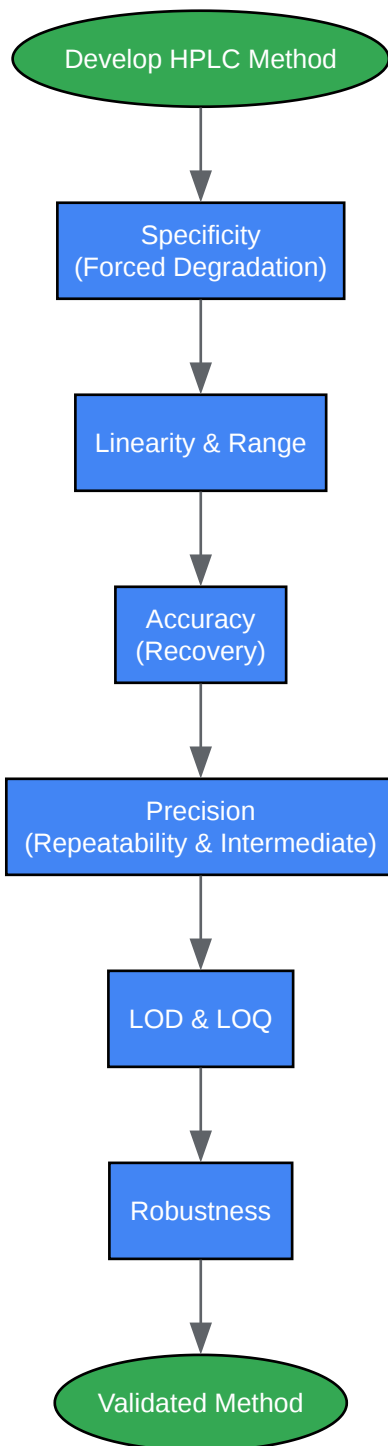 Develop HPLC Method
Specificity
(Forced Degradation)
Linearity & Range
Accuracy
(Recovery)
Precision
(Repeatability & Intermediate)
LOD & LOQ
Robustness
Validated Method